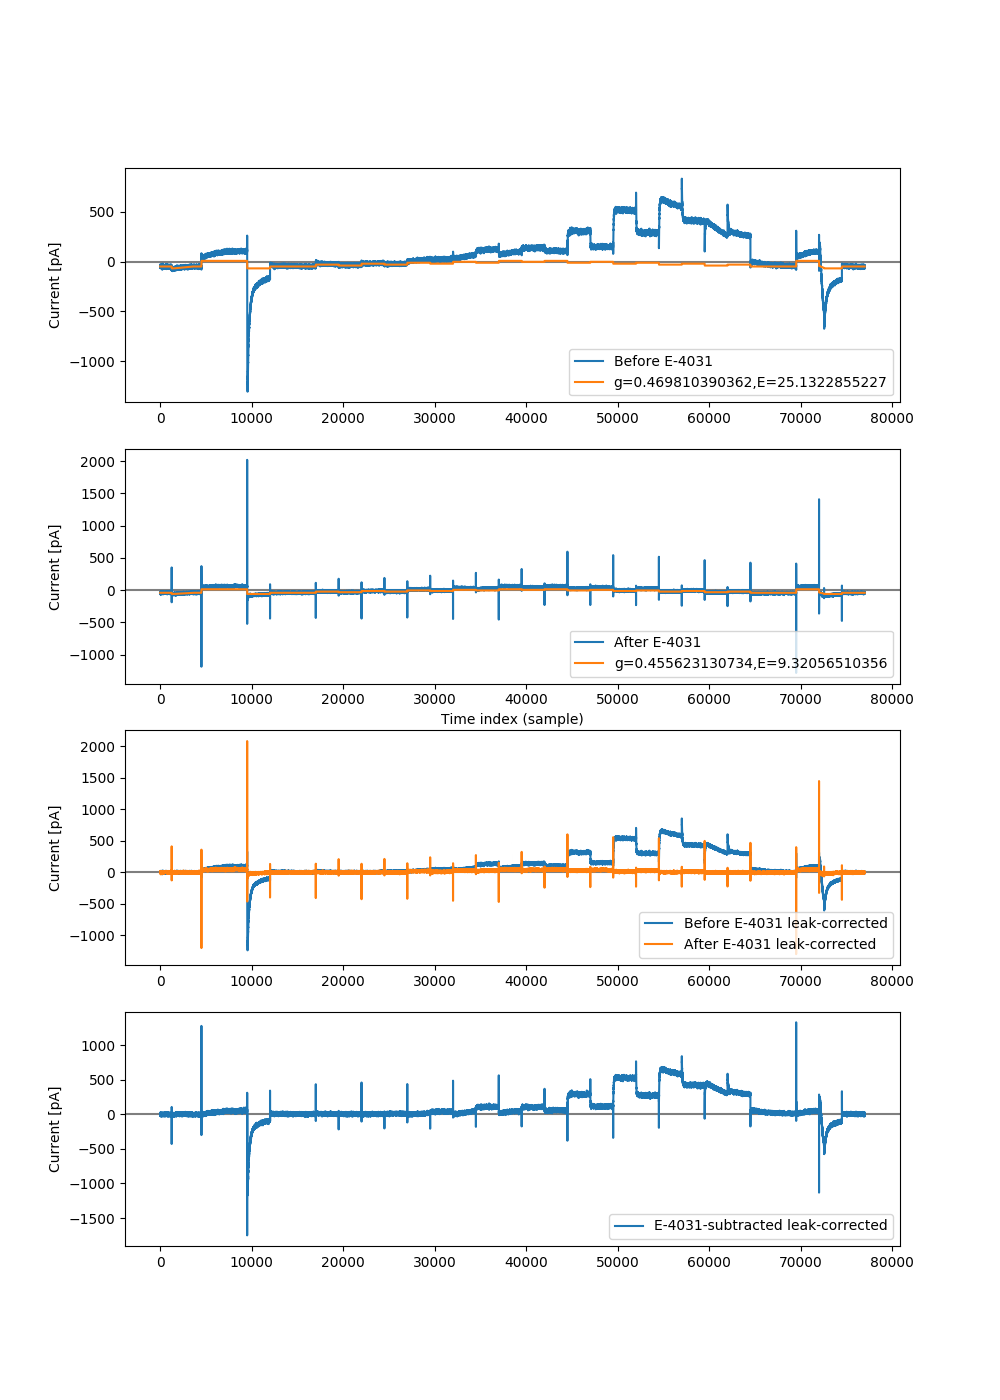 Current [pA]
500
0
−500
−1000
Before E-4031
g=0.469810390362,E=25.1322855227
0 10000 20000 30000 40000 50000 60000 70000 80000
Current [pA]
2000
1500
1000
500
0
−500
−1000
After E-4031
g=0.455623130734,E=9.32056510356
0 10000 20000 30000 40000 50000 60000 70000 80000
Time index (sample)
Current [pA]
2000
1500
1000
500
0
−500
−1000
Before E-4031 leak-corrected
After E-4031 leak-corrected
0 10000 20000 30000 40000 50000 60000 70000 80000
Current [pA]
1000
500
0
−500
−1000
−1500
E-4031-subtracted leak-corrected
0 10000 20000 30000 40000 50000 60000 70000 80000